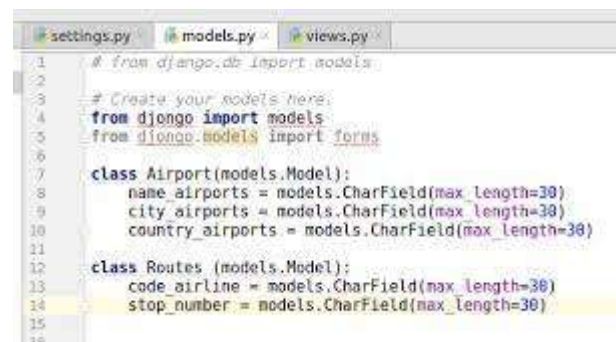 settings.py models.py views.py
1 # from django.db import models
2
3 # Create your models here.
4 from djongo import models
5 from djongo.models import forms
6
7 class Airport(models.Model):
8 name_airports = models.CharField(max_length=30)
9 city_airports = models.CharField(max_length=30)
10 country_airports = models.CharField(max_length=30)
11
12 class Routes (models.Model):
13 code_airline = models.CharField(max_length=30)
14 stop_number = models.CharField(max_length=30)
15
16